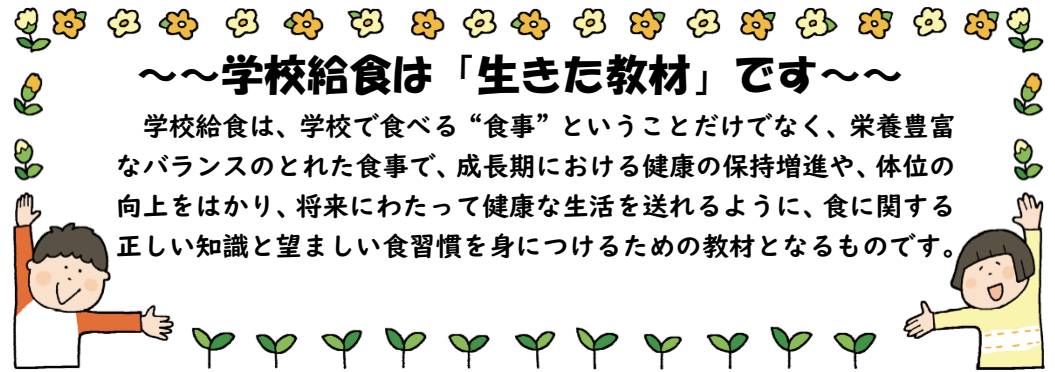 ～～学校給食は「生きた教材」です～～
学校給食は、学校で食べる“食事”ということだけでなく、栄養豊富
なバランスのとれた食事で、成長期における健康の保持増進や、体位の
向上をはかり、将来にわたって健康な生活を送れるように、食に関する
正しい知識と望ましい食習慣を身につけるための教材となるものです。